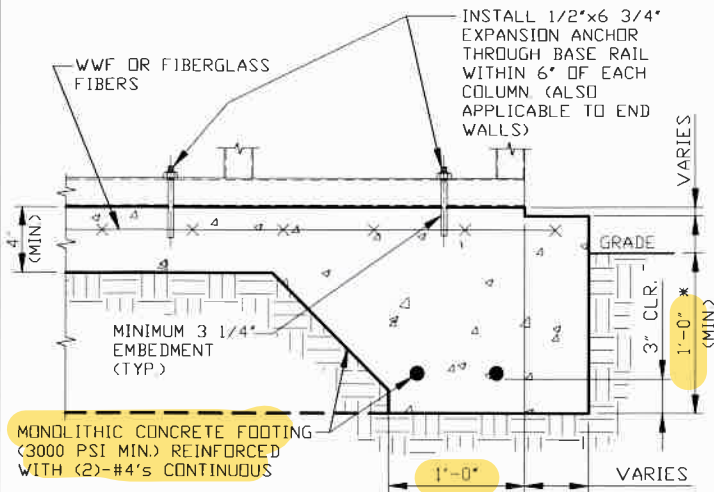 INSTALL 1/2"x6 3/4"
EXPANSION ANCHOR
THROUGH BASE RAIL
WITHIN 6" OF EACH
COLUMN (ALSO
APPLICABLE TO END
WALLS)
WWF OR FIBERGLASS
FIBERS
VARIES
4"
(MIN.)
GRADE
3" CLR.
1'-0" *
(MIN)
MINIMUM 3 1/4"
EMBEDMENT
(TYP.)
MONOLITHIC CONCRETE FOOTING
(3000 PSI MIN.) REINFORCED
WITH (2)-#4's CONTINUOUS
1'-0"
VARIES